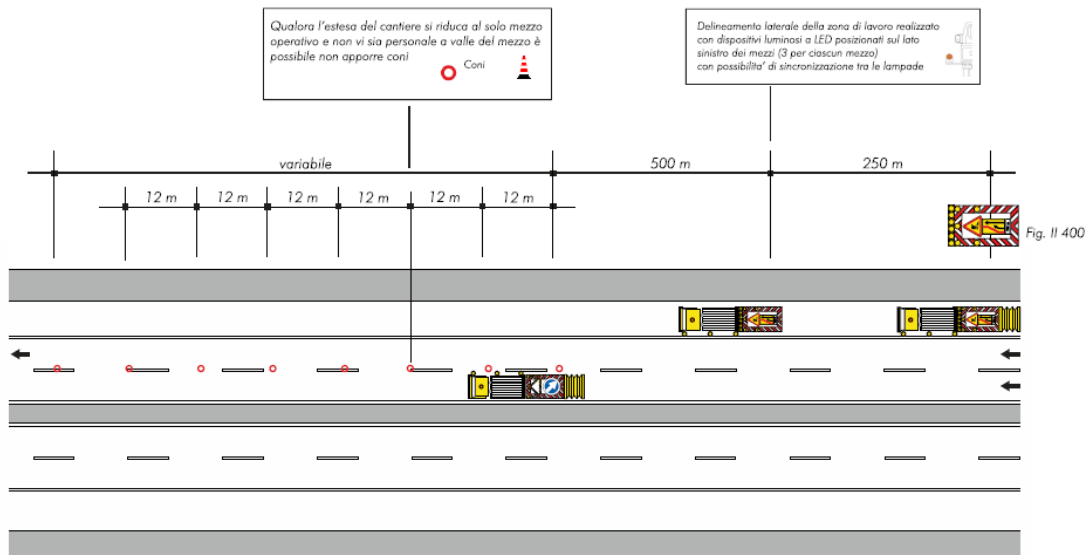 Qualora l'estesa del cantiere si riduca al solo mezzo
operativo e non vi sia personale a valle del mezzo è
possibile non apporre coni
Coni
Delineamento laterale della zona di lavoro realizzato
con dispositivi luminosi a LED posizionati sul lato
sinistro dei mezzi (3 per ciascun mezzo)
con possibilita' di sincronizzazione tra le lampade
variabile
500 m
250 m
12 m
12 m
12 m
12 m
12 m
12 m
Fig. II 400